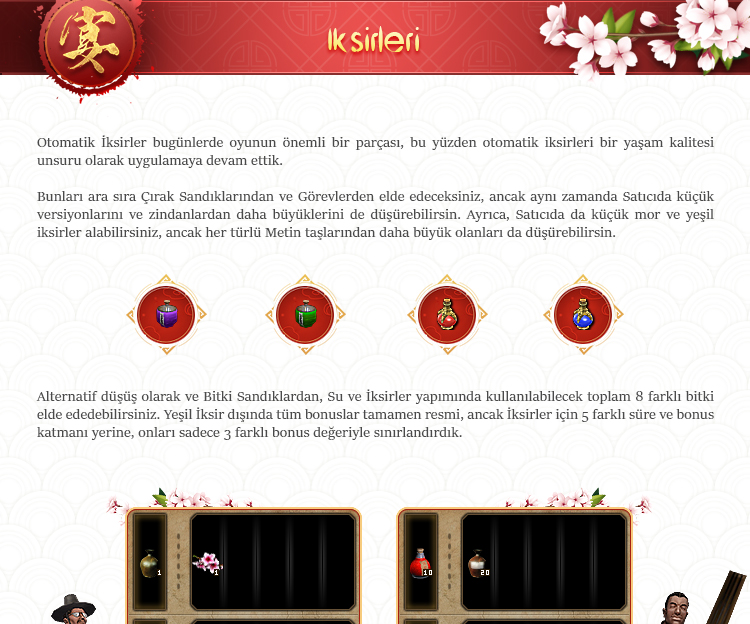 宴
Iksirleri
Otomatik İksirler bugünlerde oyunun önemli bir parçası, bu yüzden otomatik iksirleri bir yaşam kalitesi
unsuru olarak uygulamaya devam ettik.
Bunları ara sıra Çırak Sandıklarından ve Görevlerden elde edeceksiniz, ancak aynı zamanda Satıcıda küçük
versiyonlarını ve zindanlardan daha büyüklerini de düşürebilirsin. Ayrıca, Satıcıda da küçük mor ve yeşil
iksirler alabilirsiniz, ancak her türlü Metin taşlarından daha büyük olanları da düşürebilirsin.
Alternatif düşüş olarak ve Bitki Sandıklardan, Su ve İksirler yapımında kullanılabilecek toplam 8 farklı bitki
elde edebilirsiniz. Yeşil İksir dışında tüm bonuslar tamamen resmi, ancak İksirler için 5 farklı süre ve bonus
katmanı yerine, onları sadece 3 farklı bonus değeriyle sınırlandırdık.
1 1 10 20